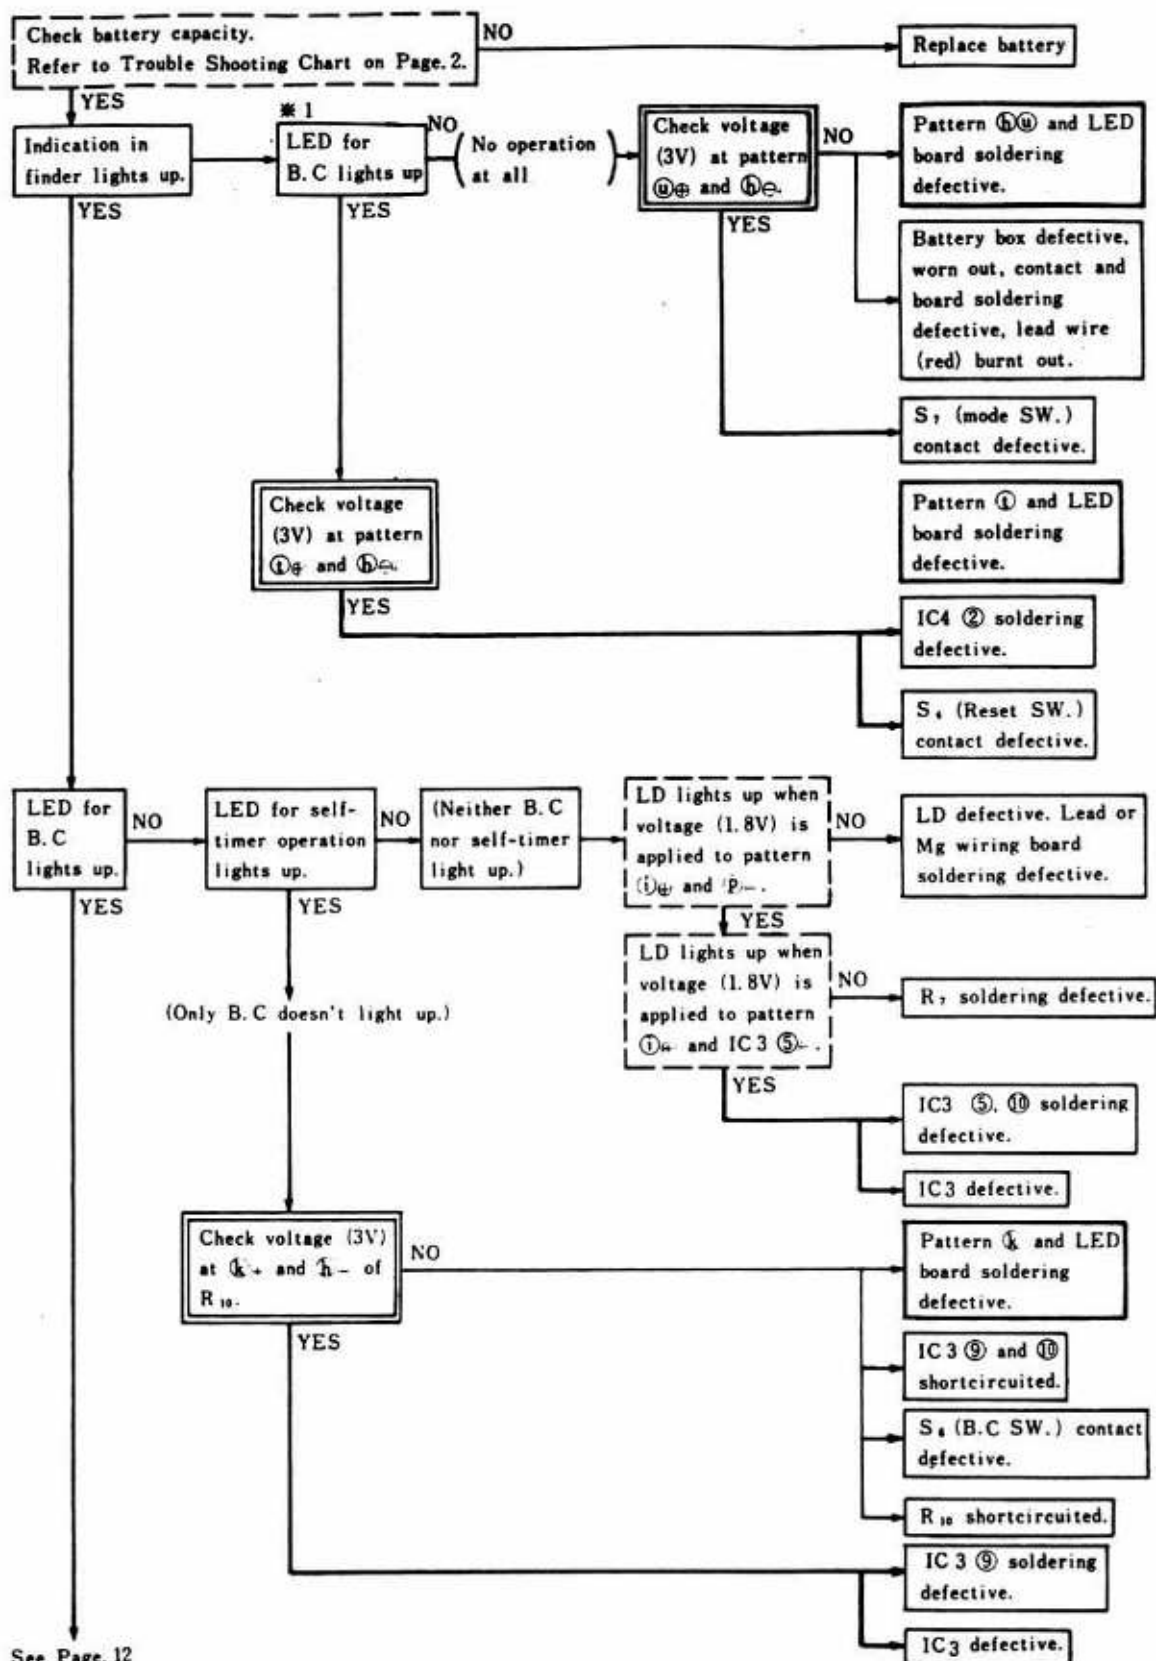 Check battery capacity.
Refer to Trouble Shooting Chart on Page. 2.
NO
Replace battery
YES
Indication in
finder lights up.
※1
LED for
B.C lights up
NO
(No operation
at all)
Check voltage
(3V) at pattern
ⓤ⊕ and ⓗ⊖.
NO
Pattern ⓗⓤ and LED
board soldering
defective.
YES
YES
YES
Battery box defective,
worn out, contact and
board soldering
defective, lead wire
(red) burnt out.
S₇ (mode SW.)
contact defective.
Check voltage
(3V) at pattern
ⓘ⊕ and ⓗ⊖.
Pattern ⓘ and LED
board soldering
defective.
YES
IC4 ② soldering
defective.
S₄ (Reset SW.)
contact defective.
LED for
B.C
lights up.
NO
LED for self-
timer operation
lights up.
NO
(Neither B.C
nor self-timer
light up.)
LD lights up when
voltage (1.8V) is
applied to pattern
ⓘ⊕ and ⓟ–.
NO
LD defective. Lead or
Mg wiring board
soldering defective.
YES
YES
YES
LD lights up when
voltage (1.8V) is
applied to pattern
ⓘ⊕ and IC3 ⑤–.
NO
R₇ soldering defective.
(Only B.C doesn't light up.)
YES
IC3 ⑤, ⑩ soldering
defective.
IC3 defective.
Check voltage (3V)
at ⓚ+ and ⓗ– of
R₁₀.
NO
Pattern ⓚ and LED
board soldering
defective.
YES
IC3 ⑨ and ⑩
shortcircuited.
S₆ (B.C SW.) contact
defective.
R₁₀ shortcircuited.
IC3 ⑨ soldering
defective.
IC3 defective.
See Page. 12